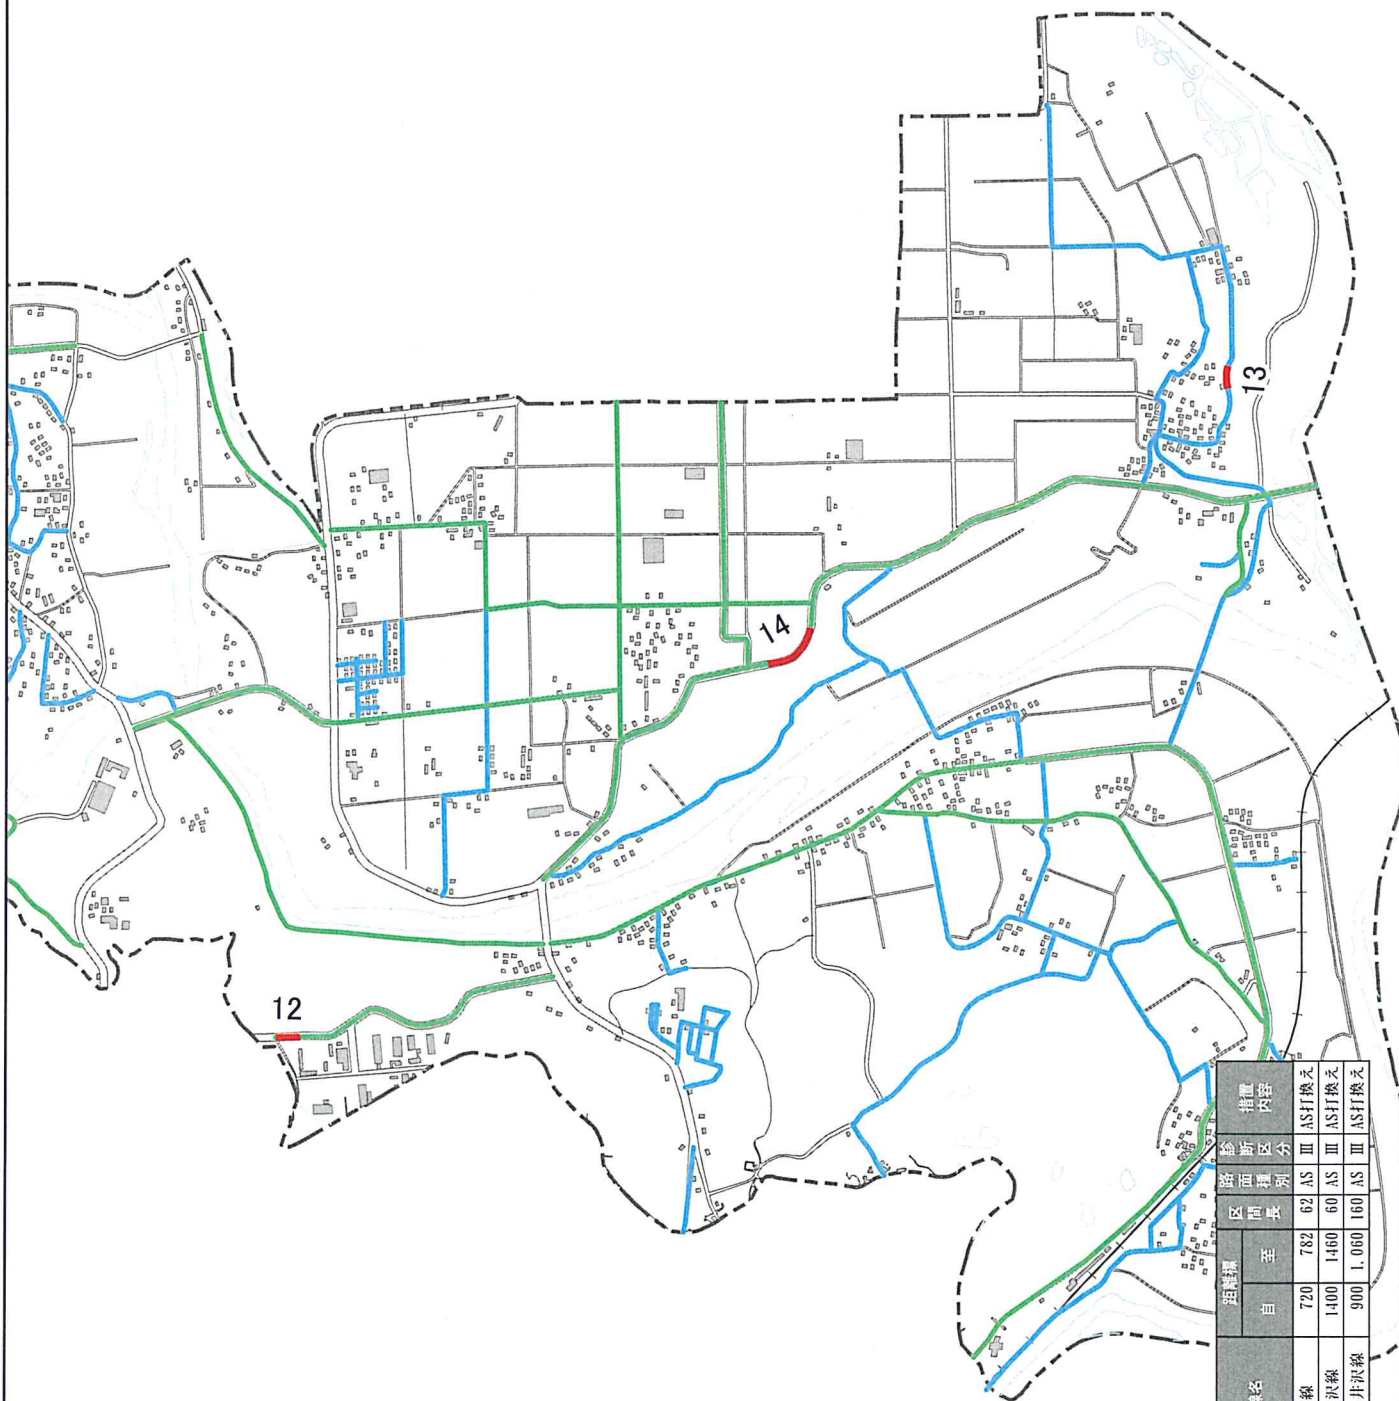 12
13
14
線名 距離標 区間長 路面種別 診断区分 措置内容
自 至
線 720 782 62 AS III AS打換え
沢線 1400 1460 60 AS III AS打換え
井沢線 900 1,060 160 AS III AS打換え